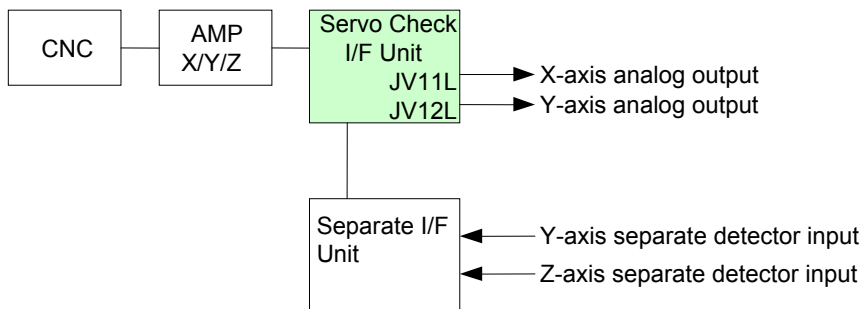 CNC
AMP
X/Y/Z
Servo Check
I/F Unit
JV11L
JV12L
X-axis analog output
Y-axis analog output
Separate I/F
Unit
Y-axis separate detector input
Z-axis separate detector input